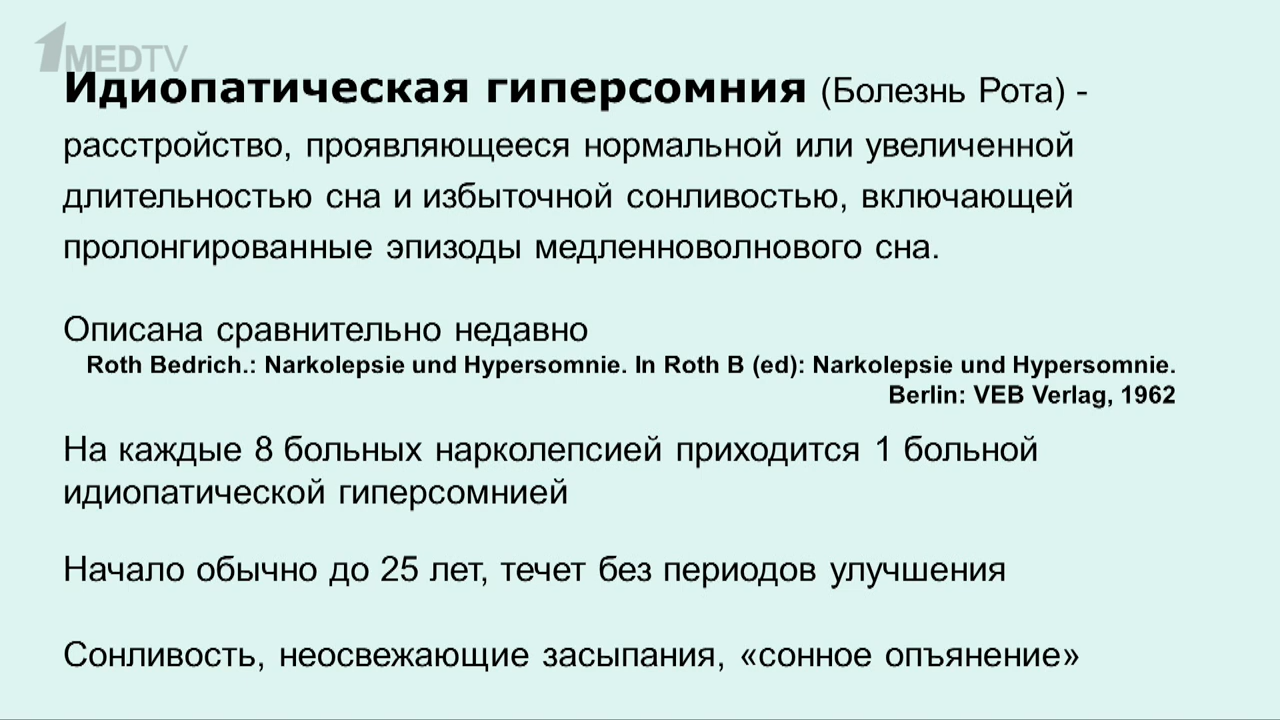 1MEDTV
Идиопатическая гиперсомния (Болезнь Рота) -
расстройство, проявляющееся нормальной или увеличенной
длительностью сна и избыточной сонливостью, включающей
пролонгированные эпизоды медленноволнового сна.
Описана сравнительно недавно
Roth Bedrich.: Narkolepsie und Hypersomnie. In Roth B (ed): Narkolepsie und Hypersomnie.
Berlin: VEB Verlag, 1962
На каждые 8 больных нарколепсией приходится 1 больной
идиопатической гиперсомнией
Начало обычно до 25 лет, течет без периодов улучшения
Сонливость, неосвежающие засыпания, «сонное опъянение»